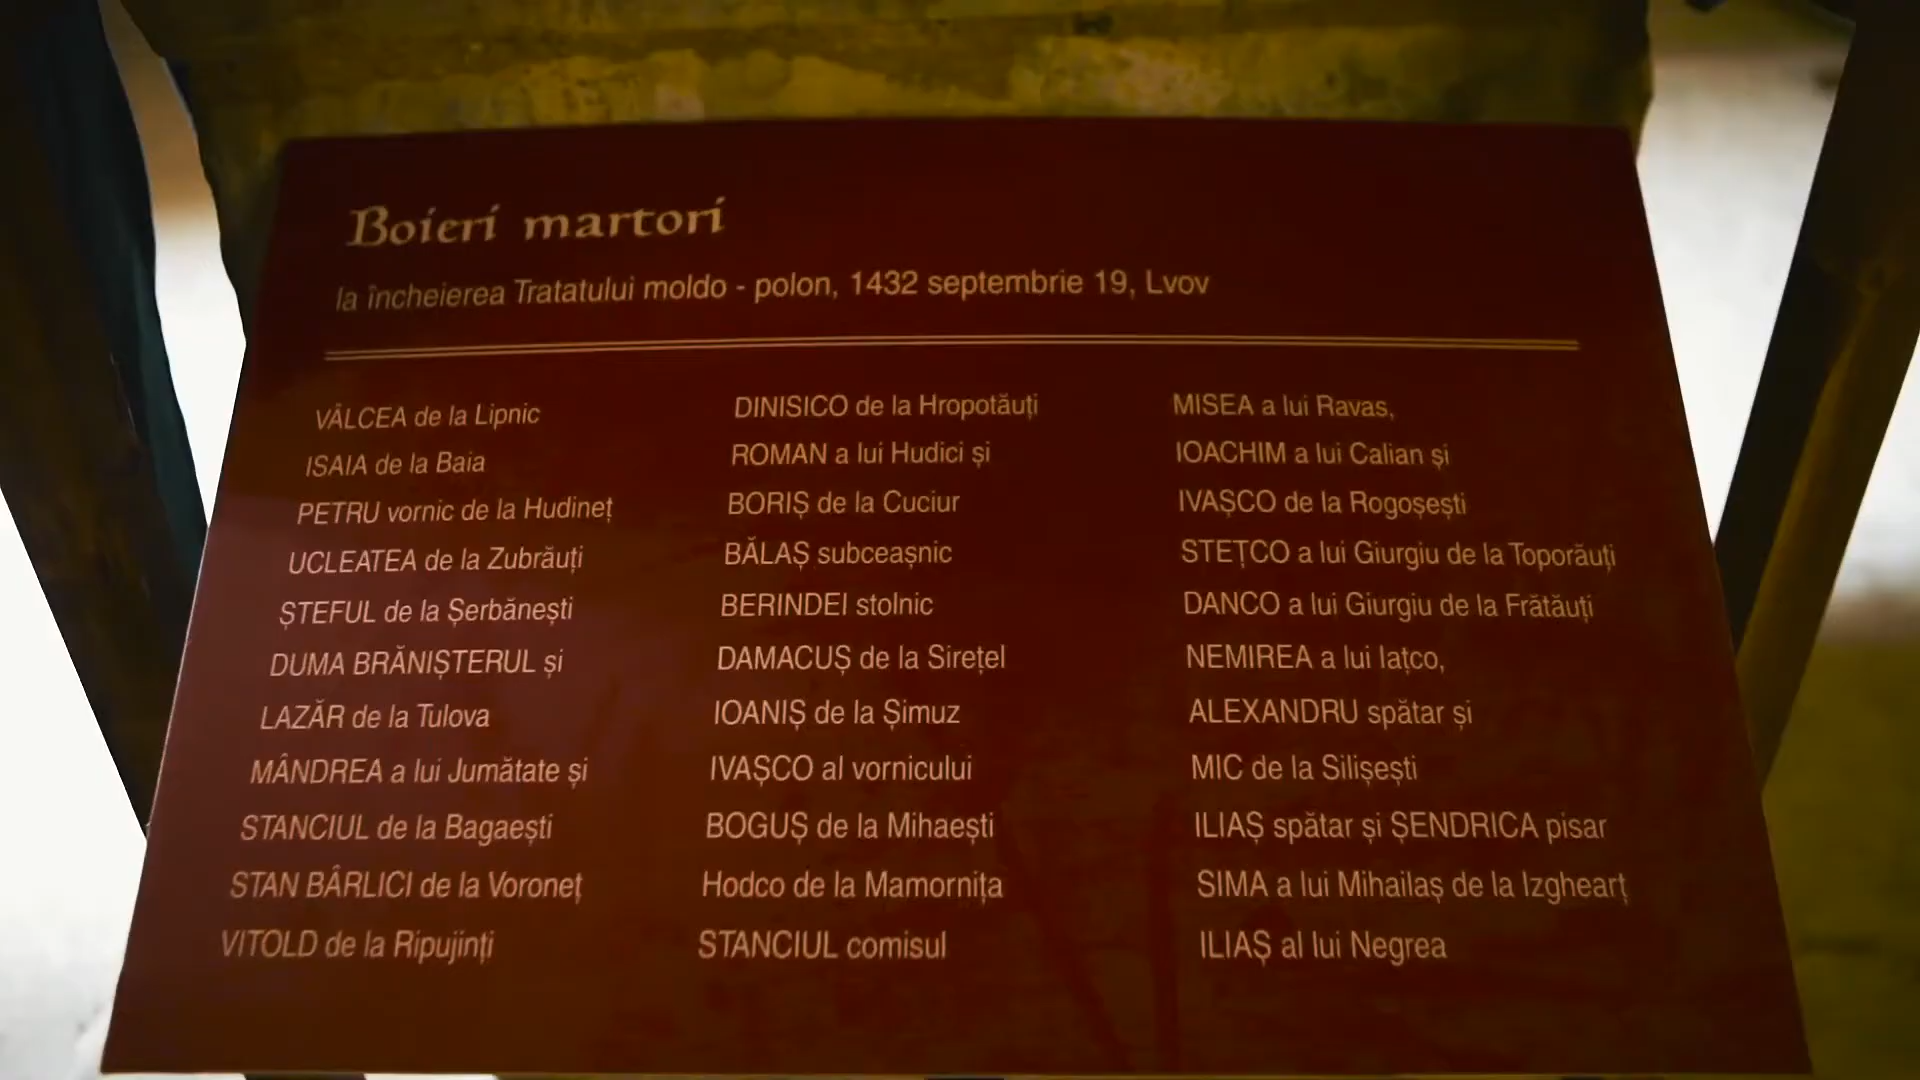 Boieri martori
la încheierea Tratatului moldo - polon, 1432 septembrie 19, Lvov
VÂLCEA de la Lipnic
ISAIA de la Baia
PETRU vornic de la Hudineț
UCLEATEA de la Zubrăuți
ȘTEFUL de la Șerbănești
DUMA BRĂNIȘTERUL și
LAZĂR de la Tulova
MÂNDREA a lui Jumătate și
STANCIUL de la Bagaești
STAN BÂRLICI de la Voroneț
VITOLD de la Ripujinți
DINISICO de la Hropotăuți
ROMAN a lui Hudici și
BORIȘ de la Cuciur
BĂLAȘ subceașnic
BERINDEI stolnic
DAMACUȘ de la Sirețel
IOANIȘ de la Șimuz
IVAȘCO al vornicului
BOGUȘ de la Mihaești
Hodco de la Mamornița
STANCIUL comisul
MISEA a lui Ravas,
IOACHIM a lui Calian și
IVAȘCO de la Rogoșești
STEȚCO a lui Giurgiu de la Toporăuți
DANCO a lui Giurgiu de la Frătăuți
NEMIREA a lui Iațco,
ALEXANDRU spătar și
MIC de la Silișești
ILIAȘ spătar și ȘENDRICA pisar
SIMA a lui Mihailaș de la Izghearț
ILIAȘ al lui Negrea